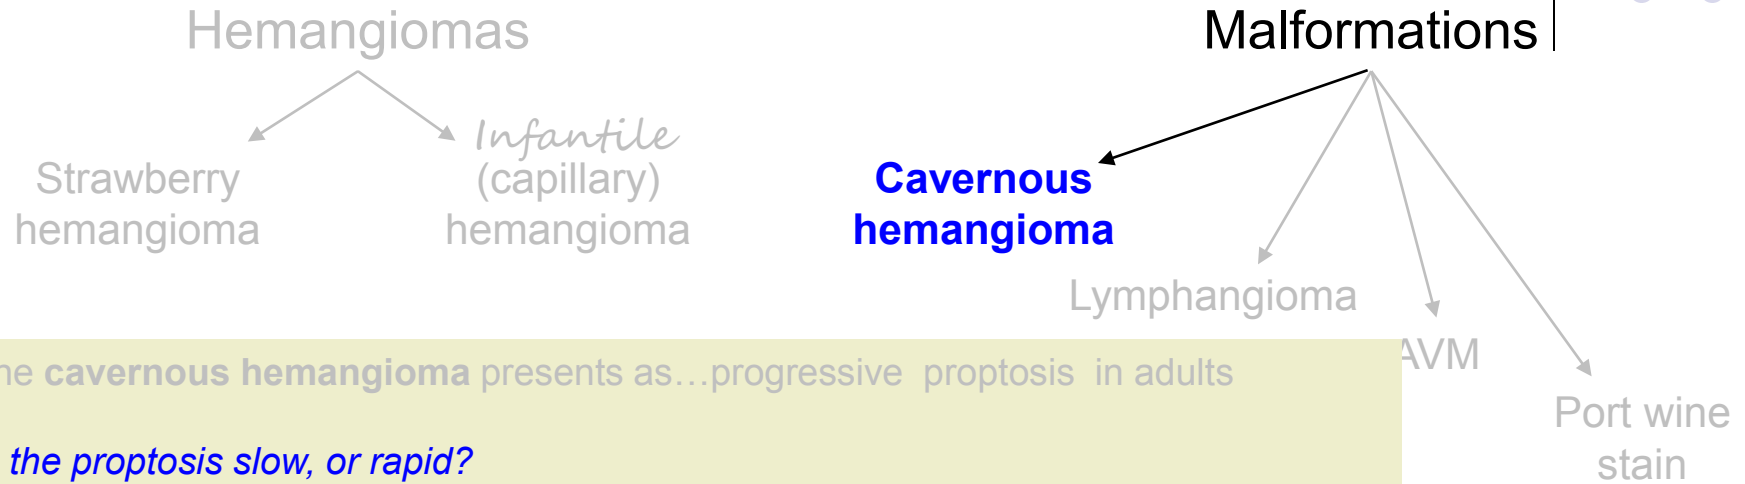 Hemangiomas
Malformations
Strawberry
hemangioma
Infantile
(capillary)
hemangioma
Cavernous
hemangioma
Lymphangioma
AVM
Port wine
stain
cavernous hemangioma presents as…progressive proptosis in adults
the proptosis slow, or rapid?